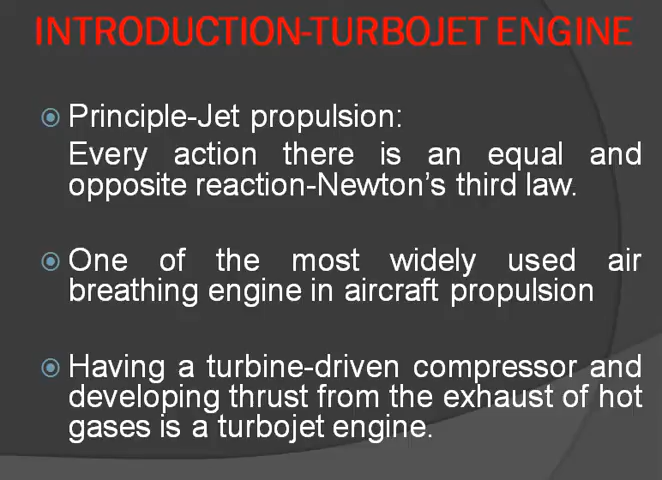 INTRODUCTION-TURBOJET ENGINE
Principle-Jet propulsion:
Every action there is an equal and
opposite reaction-Newton's third law.
One of the most widely used air
breathing engine in aircraft propulsion
Having a turbine-driven compressor and
developing thrust from the exhaust of hot
gases is a turbojet engine.